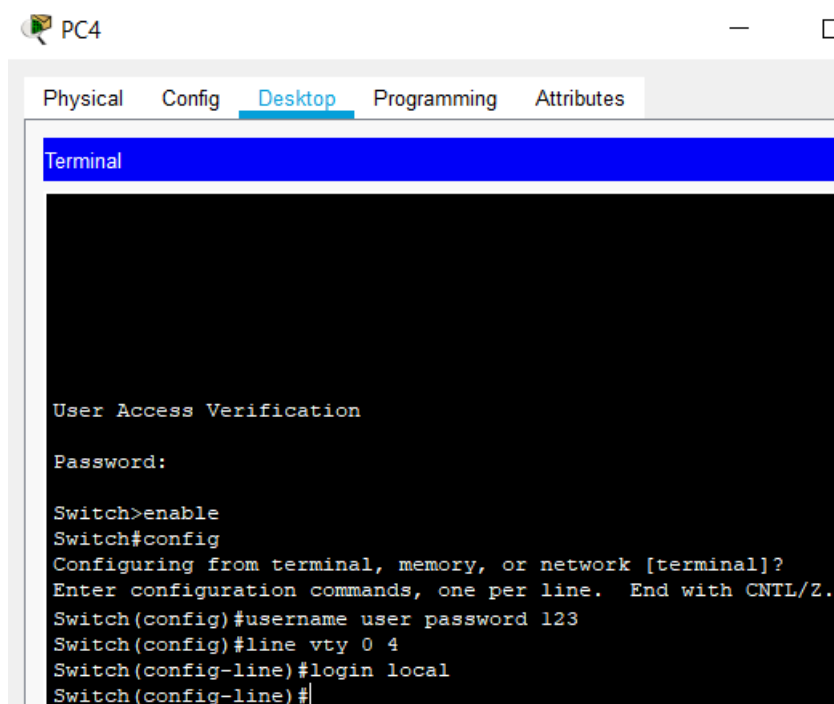 PC4
Physical Config Desktop Programming Attributes
Terminal
User Access Verification
Password:
Switch>enable
Switch#config
Configuring from terminal, memory, or network [terminal]?
Enter configuration commands, one per line.  End with CNTL/Z.
Switch(config)#username user password 123
Switch(config)#line vty 0 4
Switch(config-line)#login local
Switch(config-line)#